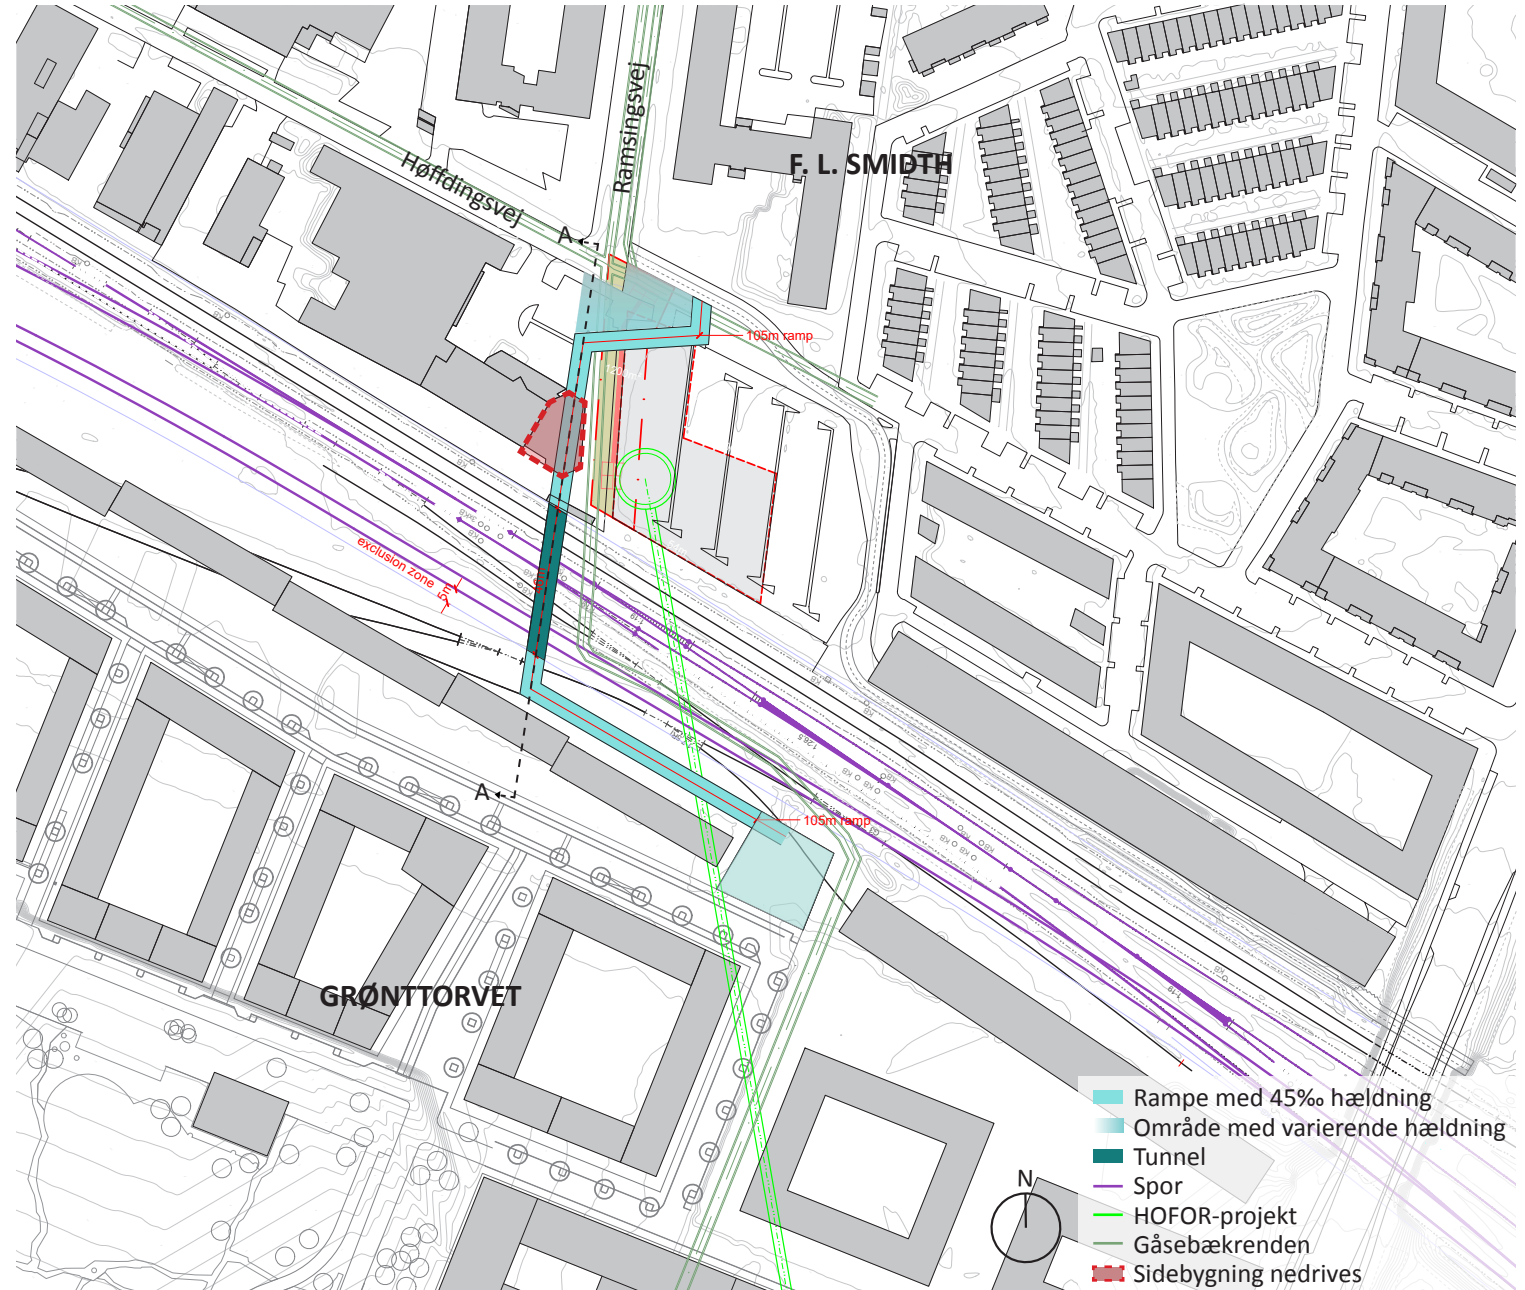 Ramsingsvej
F. L. SMIDTH
Høffdingsvej
A
105m ramp
exclusion zone
5m
A
105m ramp
GRØNTTORVET
N
Rampe med 45‰ hældning
Område med varierende hældning
Tunnel
Spor
HOFOR-projekt
Gåsebækrenden
Sidebygning nedrives